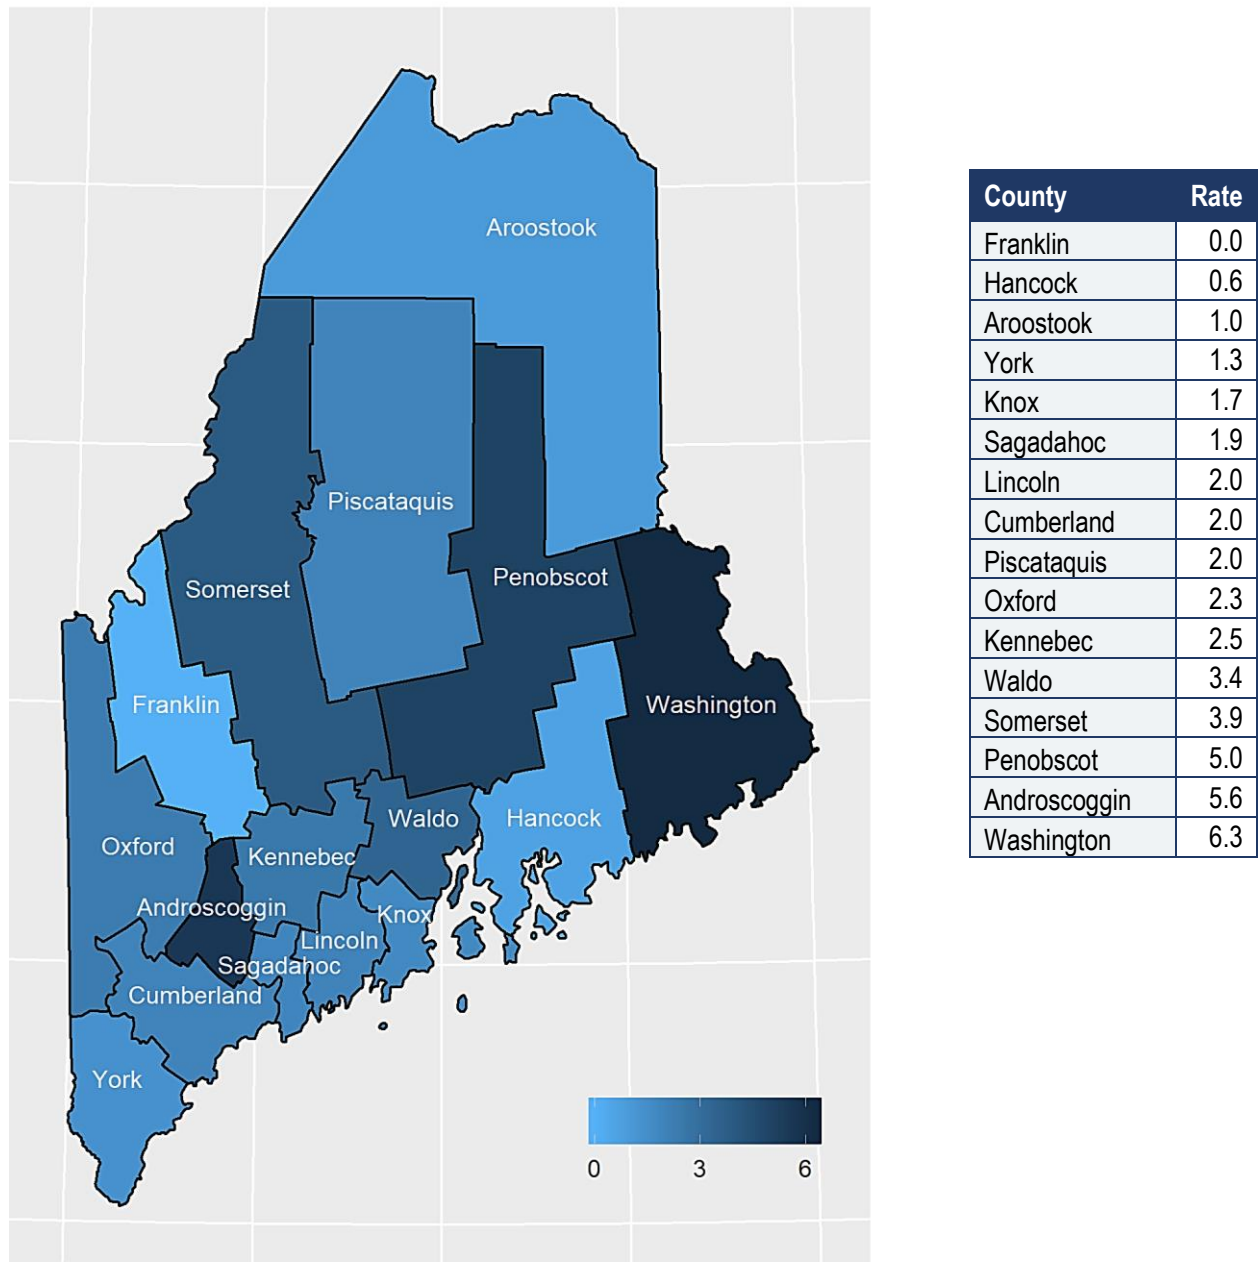 Aroostook
Piscataquis
Penobscot
Somerset
Franklin
Washington
Waldo
Hancock
Oxford
Kennebec
Androscoggin
Knox
Lincoln
Sagadahoc
Cumberland
York
0 3 6
County Rate
Franklin 0.0
Hancock 0.6
Aroostook 1.0
York 1.3
Knox 1.7
Sagadahoc 1.9
Lincoln 2.0
Cumberland 2.0
Piscataquis 2.0
Oxford 2.3
Kennebec 2.5
Waldo 3.4
Somerset 3.9
Penobscot 5.0
Androscoggin 5.6
Washington 6.3